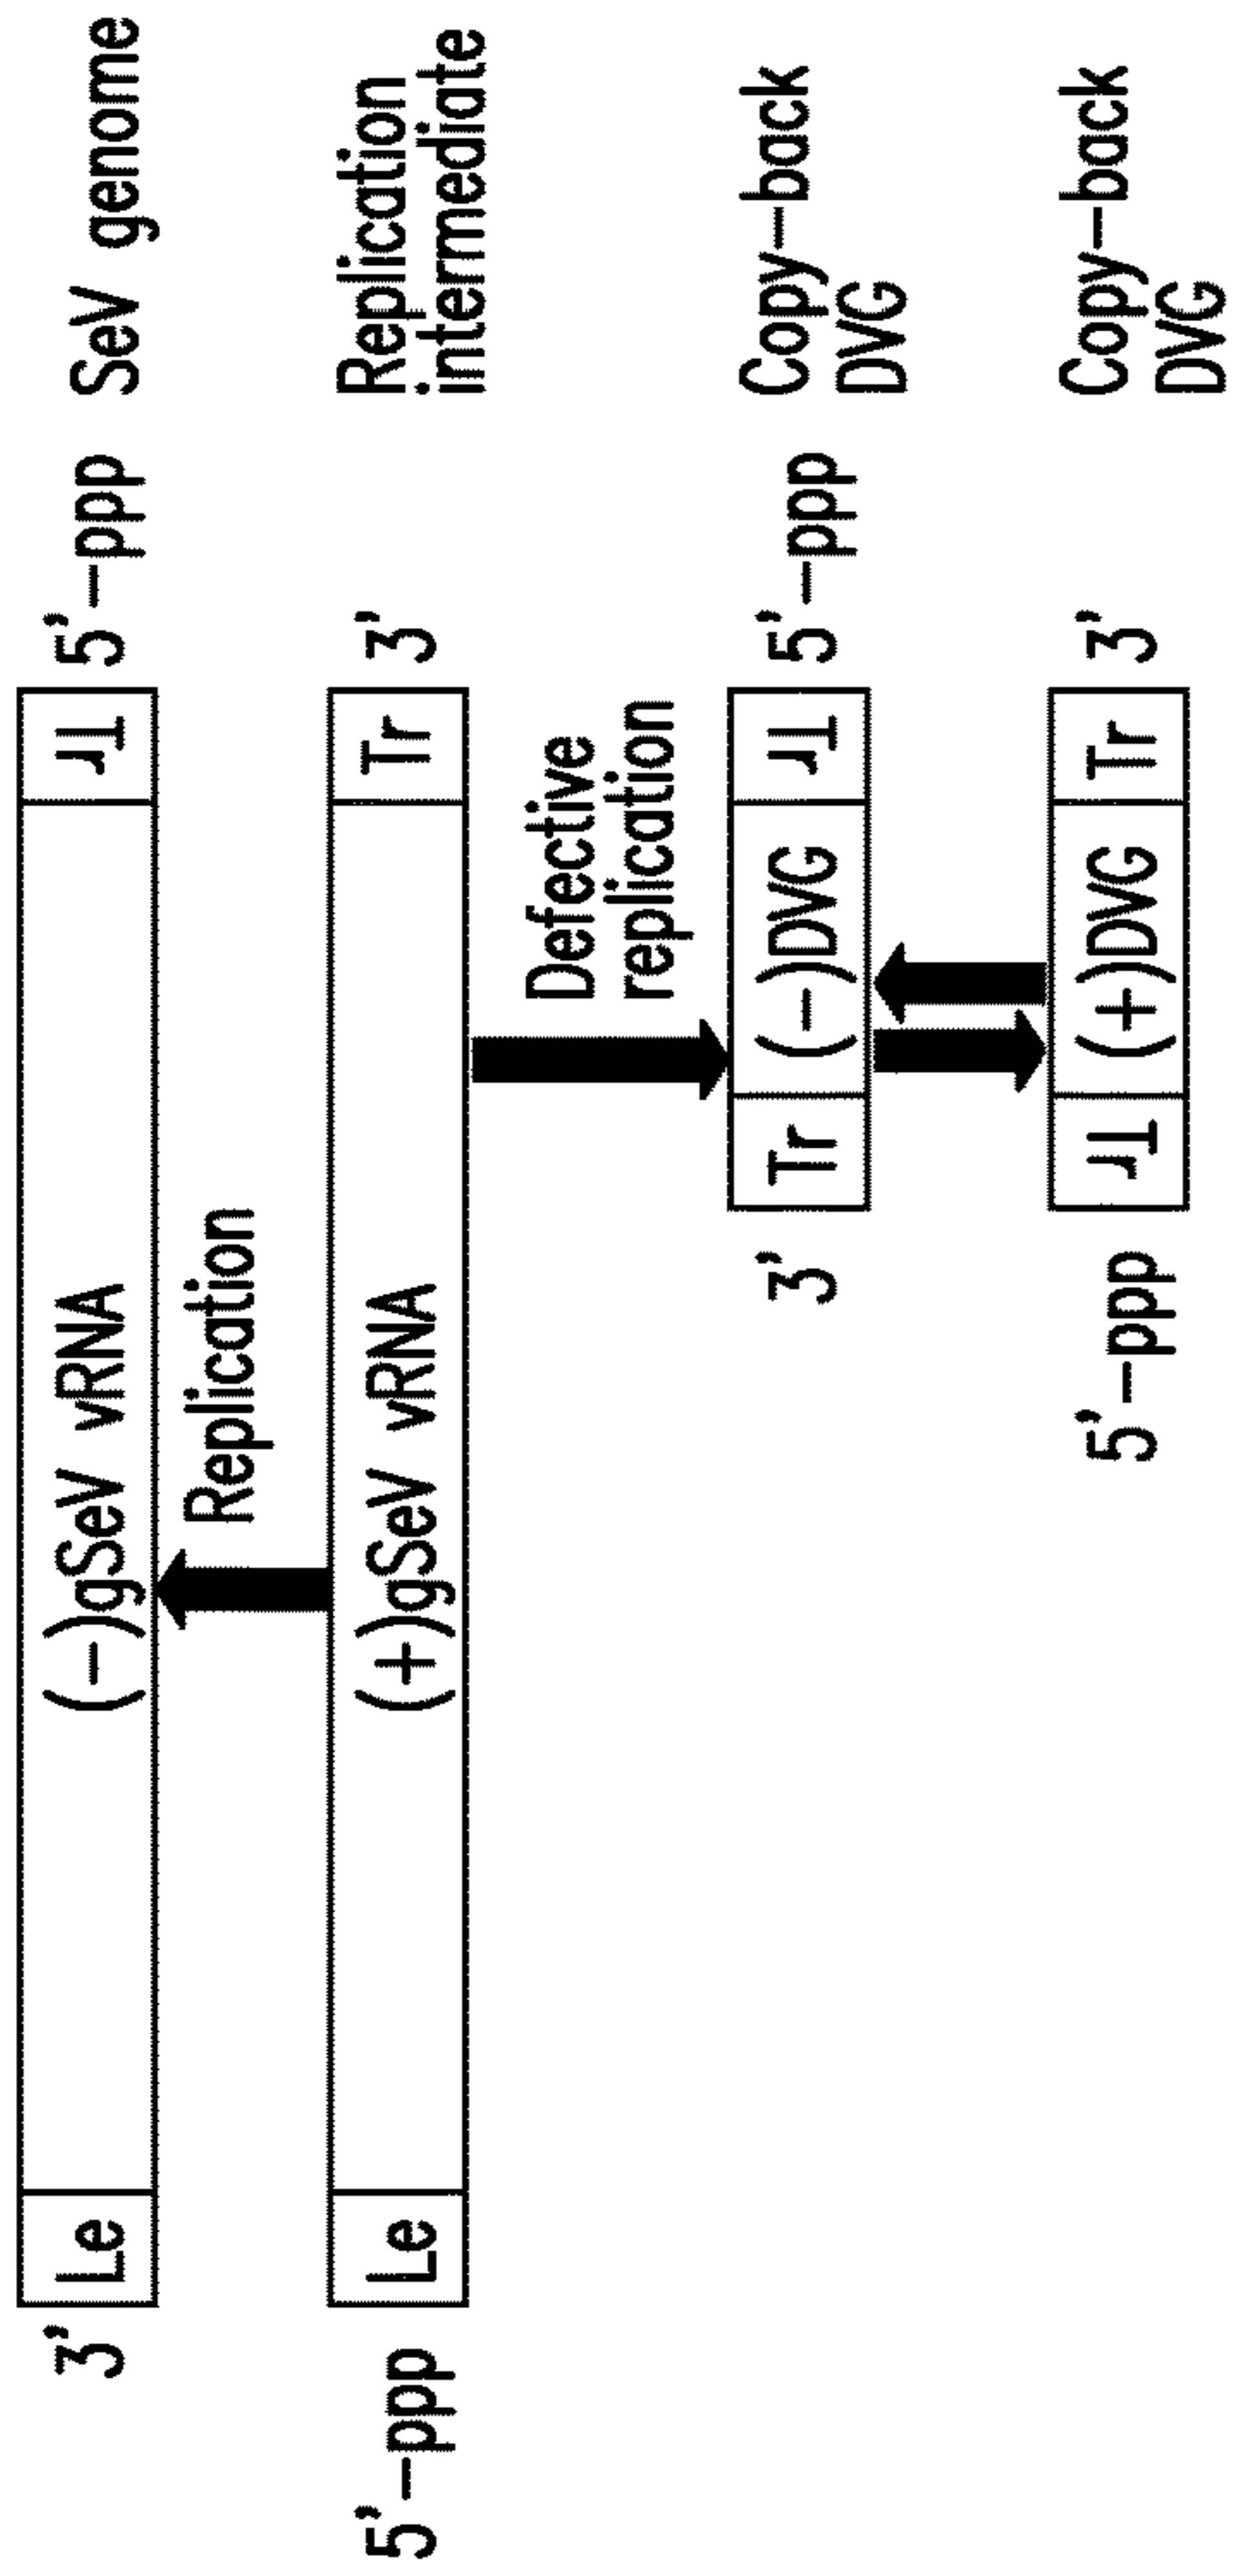 3' Le (-)gSeV vRNA Tr 5'-ppp SeV genome
Replication
5'-ppp Le (+)gSeV vRNA Tr 3' Replication
intermediate
Defective
replication
3' Tr (-)DVG Tr 5'-ppp Copy-back
DVG
5'-ppp Tr (+)DVG Tr 3' Copy-back
DVG